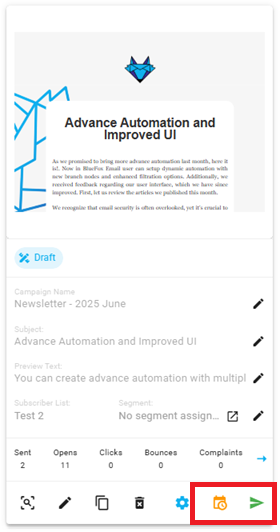 Advance Automation and
Improved UI
As we promised to bring more advance automation last month, here it
is!. Now in BlueFox Email user can setup dynamic automation with
new branch nodes and enhanced filtration options. Additionally, we
received feedback regarding our user interface, which we have since
improved. First, let us review the articles we published this month.
We recognize that email security is often overlooked, yet it's crucial to
Draft
Campaign Name
Newsletter - 2025 June
Subject:
Advance Automation and Improved UI
Preview Text:
You can create advance automation with multipl
Subscriber List: Segment:
Test 2 No segment assign...
Sent Opens Clicks Bounces Complaints
2 11 0 0 0